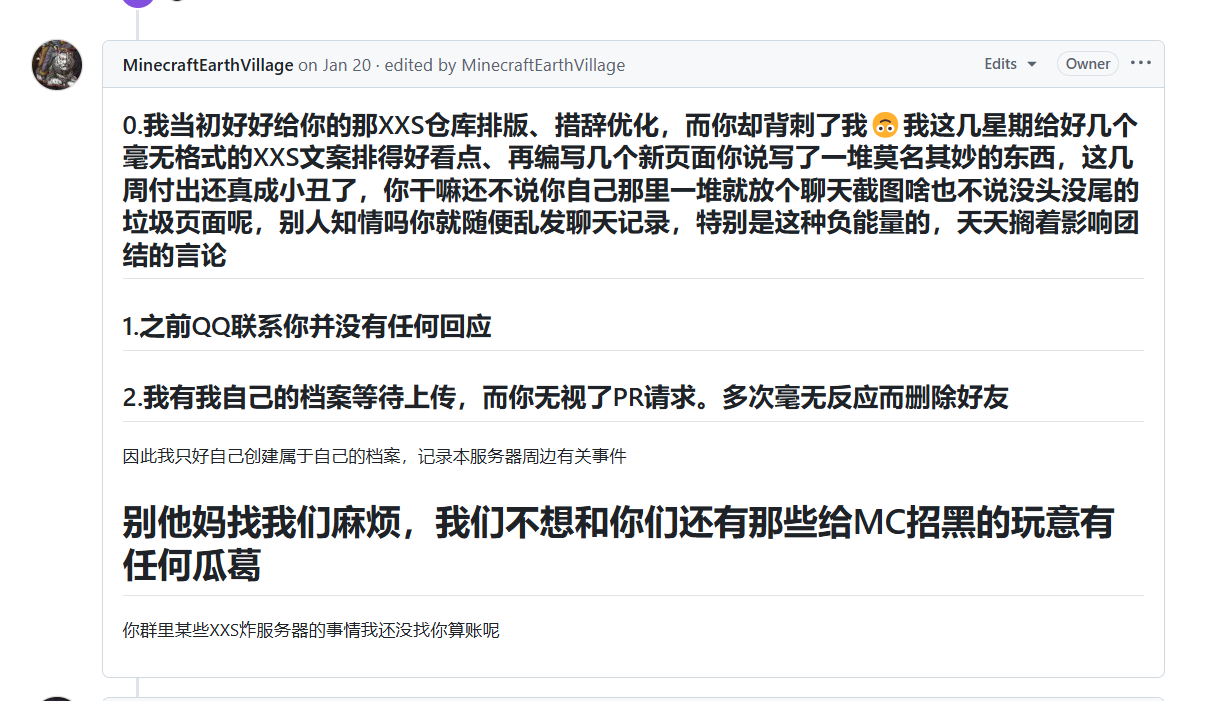 MinecraftEarthVillage on Jan 20 · edited by MinecraftEarthVillage Edits Owner
0.我当初好好给你的那XXS仓库排版、措辞优化，而你却背刺了我🙃我这几星期给好几个
毫无格式的XXS文案排得好看点、再编写几个新页面你说写了一堆莫名其妙的东西，这几
周付出还真成小丑了，你干嘛还不说你自己那里一堆就放个聊天截图啥也不说没头没尾的
垃圾页面呢，别人知情吗你就随便乱发聊天记录，特别是这种负能量的，天天搁着影响团
结的言论
1.之前QQ联系你并没有任何回应
2.我有我自己的档案等待上传，而你无视了PR请求。多次毫无反应而删除好友
因此我只好自己创建属于自己的档案，记录本服务器周边有关事件
别他妈找我们麻烦，我们不想和你们还有那些给MC招黑的玩意有
任何瓜葛
你群里某些XXS炸服务器的事情我还没找你算账呢